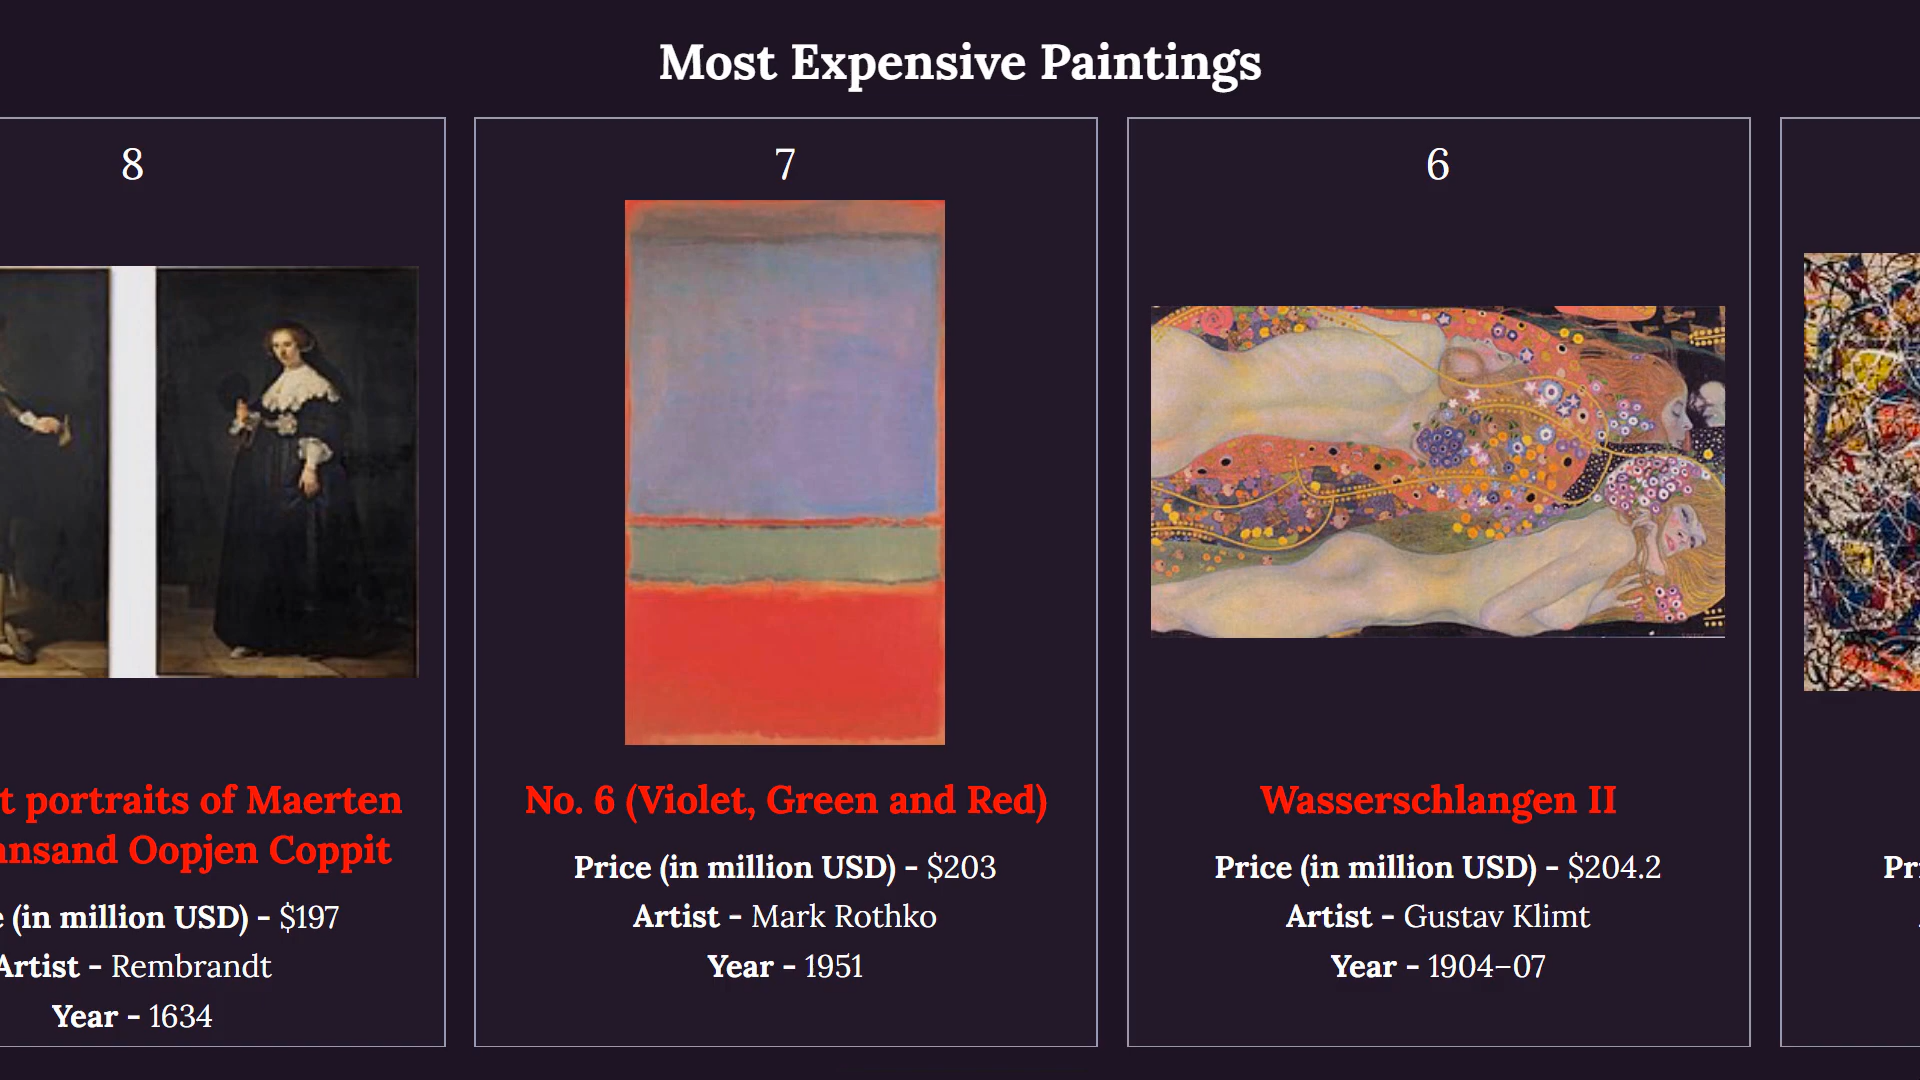 Most Expensive Paintings
8
t portraits of Maerten
ansand Oopjen Coppit
e (in million USD) - $197
Artist - Rembrandt
Year - 1634
7
No. 6 (Violet, Green and Red)
Price (in million USD) - $203
Artist - Mark Rothko
Year - 1951
6
Wasserschlangen II
Price (in million USD) - $204.2
Artist - Gustav Klimt
Year - 1904–07
Pri